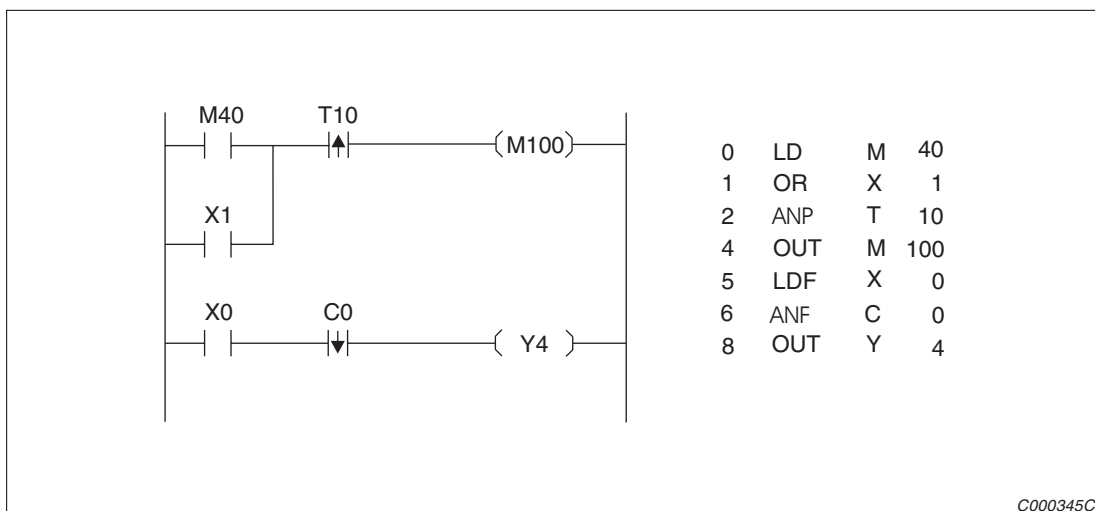 M40 T10
(M100)
X1
X0 C0
( Y4 )
0 LD M 40
1 OR X 1
2 ANP T 10
4 OUT M 100
5 LDF X 0
6 ANF C 0
8 OUT Y 4
C000345C